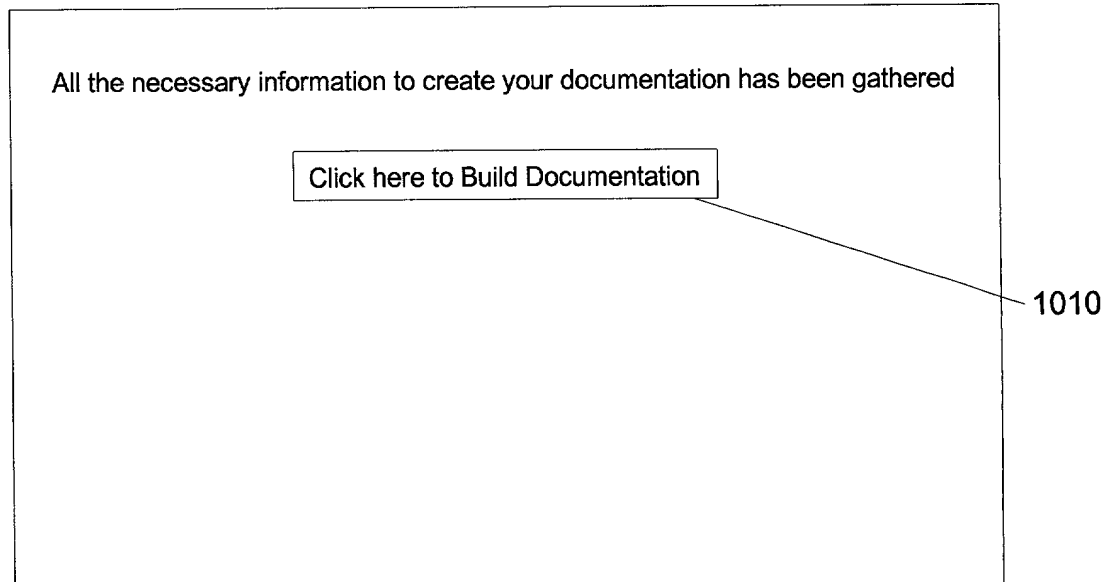 All the necessary information to create your documentation has been gathered
Click here to Build Documentation
1010